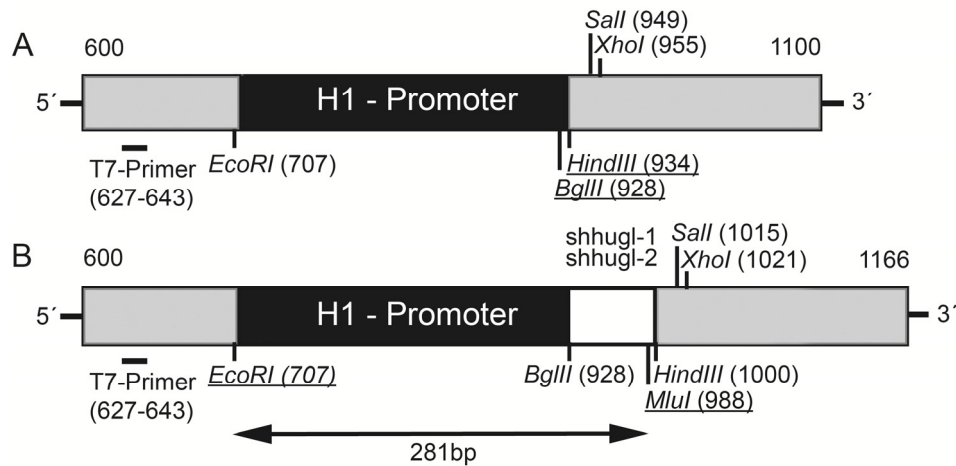 A
600
SalI (949)
XhoI (955)
1100
5´
H1 - Promoter
3´
T7-Primer
(627-643)
EcoRI (707)
HindIII (934)
BglII (928)
B
600
shhugl-1
shhugl-2
SalI (1015)
XhoI (1021)
1166
5´
H1 - Promoter
3´
T7-Primer
(627-643)
EcoRI (707)
BglII (928)
HindIII (1000)
MluI (988)
281bp